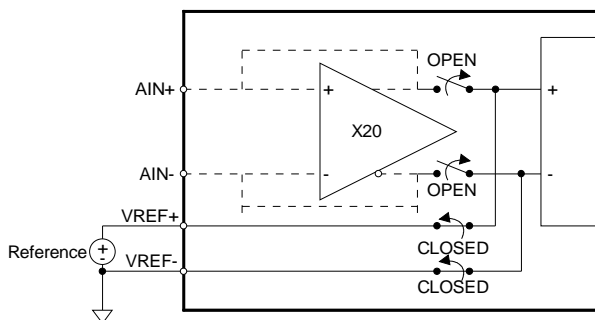 OPEN
AIN+
+
+
X20
AIN-
-
-
OPEN
VREF+
CLOSED
Reference
+
-
VREF-
CLOSED